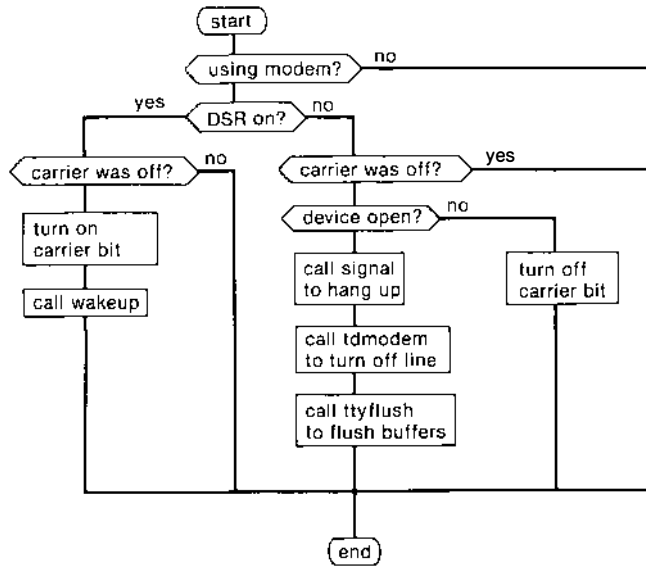 start
using modem?
no
yes
DSR on?
no
carrier was off?
no
carrier was off?
yes
turn on
carrier bit
device open?
no
call wakeup
call signal
to hang up
turn off
carrier bit
call tdmodem
to turn off line
call ttyflush
to flush buffers
end